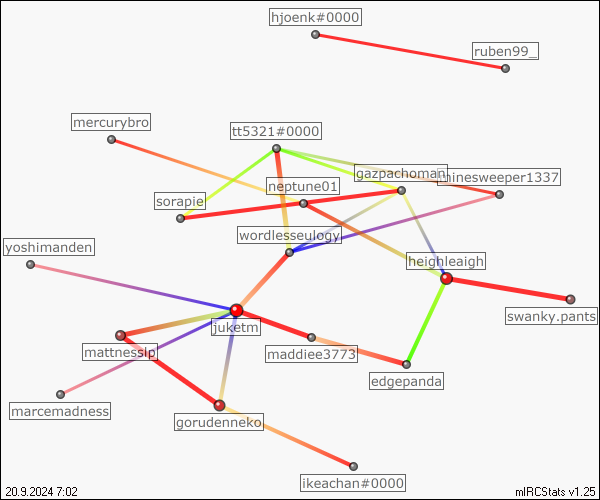 hjoenk#0000
ruben99_
mercurybro
tt5321#0000
gazpachoman
minesweeper1337
neptune01
sorapie
wordlesseulogy
yoshimanden
heighleaigh
swanky.pants
juketm
mattnesslp
maddiee3773
edgepanda
marcemadness
gorudenneko
ikeachan#0000
20.9.2024 7:02
mIRCStats v1.25